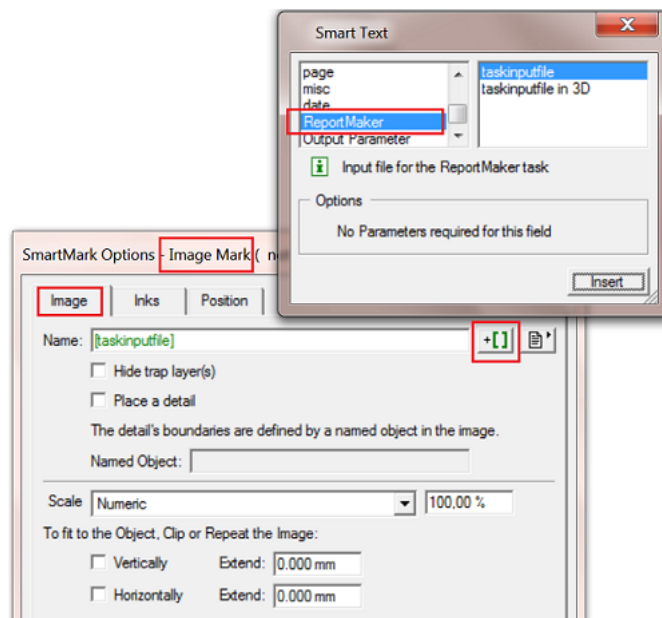 Smart Text
page
misc
date
ReportMaker
Output Parameter
taskinputfile
taskinputfile in 3D
Input file for the ReportMaker task
Options
No Parameters required for this field
Insert
SmartMark Options - Image Mark (
Image Inks Position
Name: [taskinputfile] +[]
Hide trap layer(s)
Place a detail
The detail's boundaries are defined by a named object in the image.
Named Object:
Scale Numeric 100,00 %
To fit to the Object, Clip or Repeat the Image:
Vertically Extend: 0.000 mm
Horizontally Extend: 0.000 mm